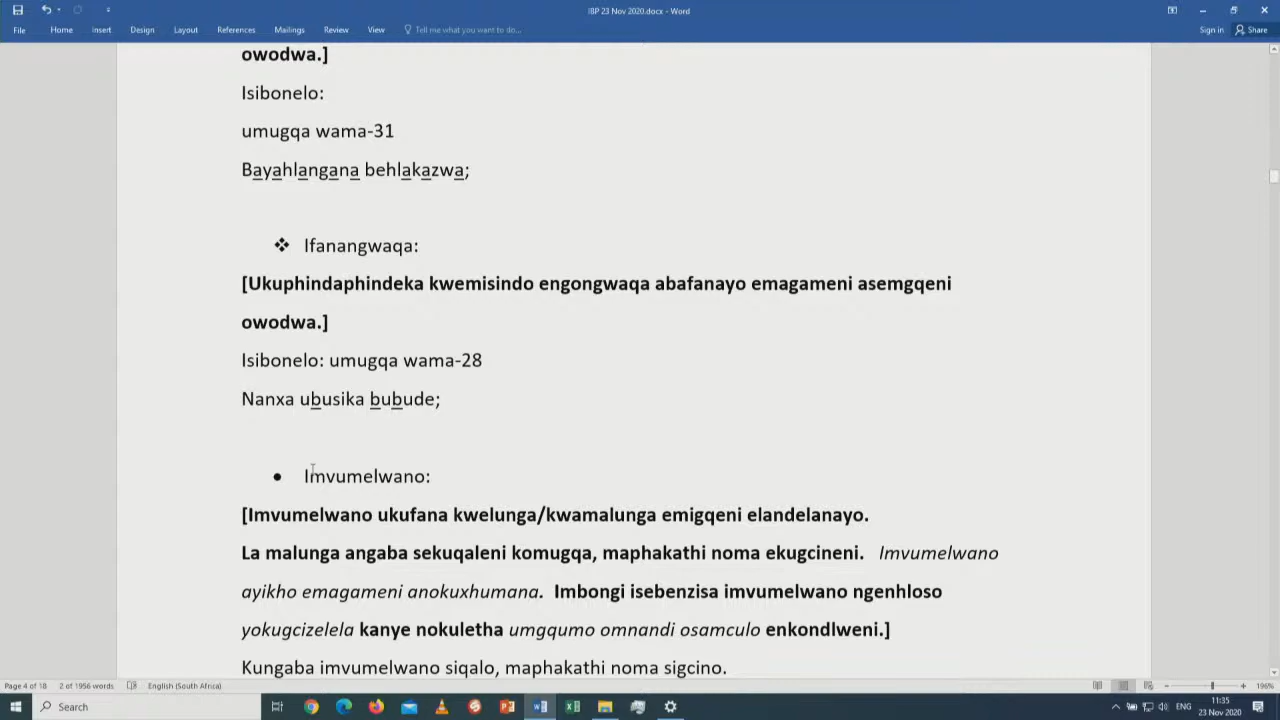 IBP 23 Nov 2020.docx - Word
File Home Insert Design Layout References Mailings Review View Tell me what you want to do... Sign in Share
owodwa.]
Isibonelo:
umugqa wama-31
Bayahlangana behlakazwa;
❖ Ifanangwaqa:
[Ukuphindaphindeka kwemisindo engongwaqa abafanayo emagameni asemgqeni
owodwa.]
Isibonelo: umugqa wama-28
Nanxa ubusika bubude;
• Imvumelwano:
[Imvumelwano ukufana kwelunga/kwamalunga emigqeni elandelanayo.
La malunga angaba sekuqaleni komugqa, maphakathi noma ekugcineni. Imvumelwano
ayikho emagameni anokuxhumana. Imbongi isebenzisa imvumelwano ngenhloso
yokugcizelela kanye nokuletha umgqumo omnandi osamculo enkondlweni.]
Kungaba imvumelwano siqalo, maphakathi noma sigcino.
Page 4 of 18 2 of 1956 words English (South Africa) 196%
Search ENG 11:35
23 Nov 2020